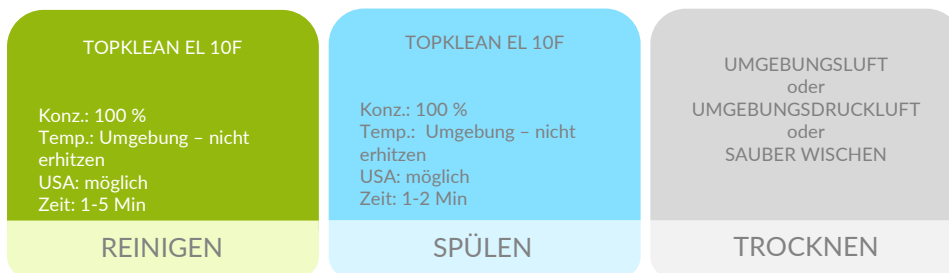 TOPKLEAN EL 10F
Konz.: 100 %
Temp.: Umgebung – nicht
erhitzen
USA: möglich
Zeit: 1-5 Min
REINIGEN
TOPKLEAN EL 10F
Konz.: 100 %
Temp.: Umgebung – nicht
erhitzen
USA: möglich
Zeit: 1-2 Min
SPÜLEN
UMGEBUNGSLUFT
oder
UMGEBUNGSDRUCKLUFT
oder
SAUBER WISCHEN
TROCKNEN